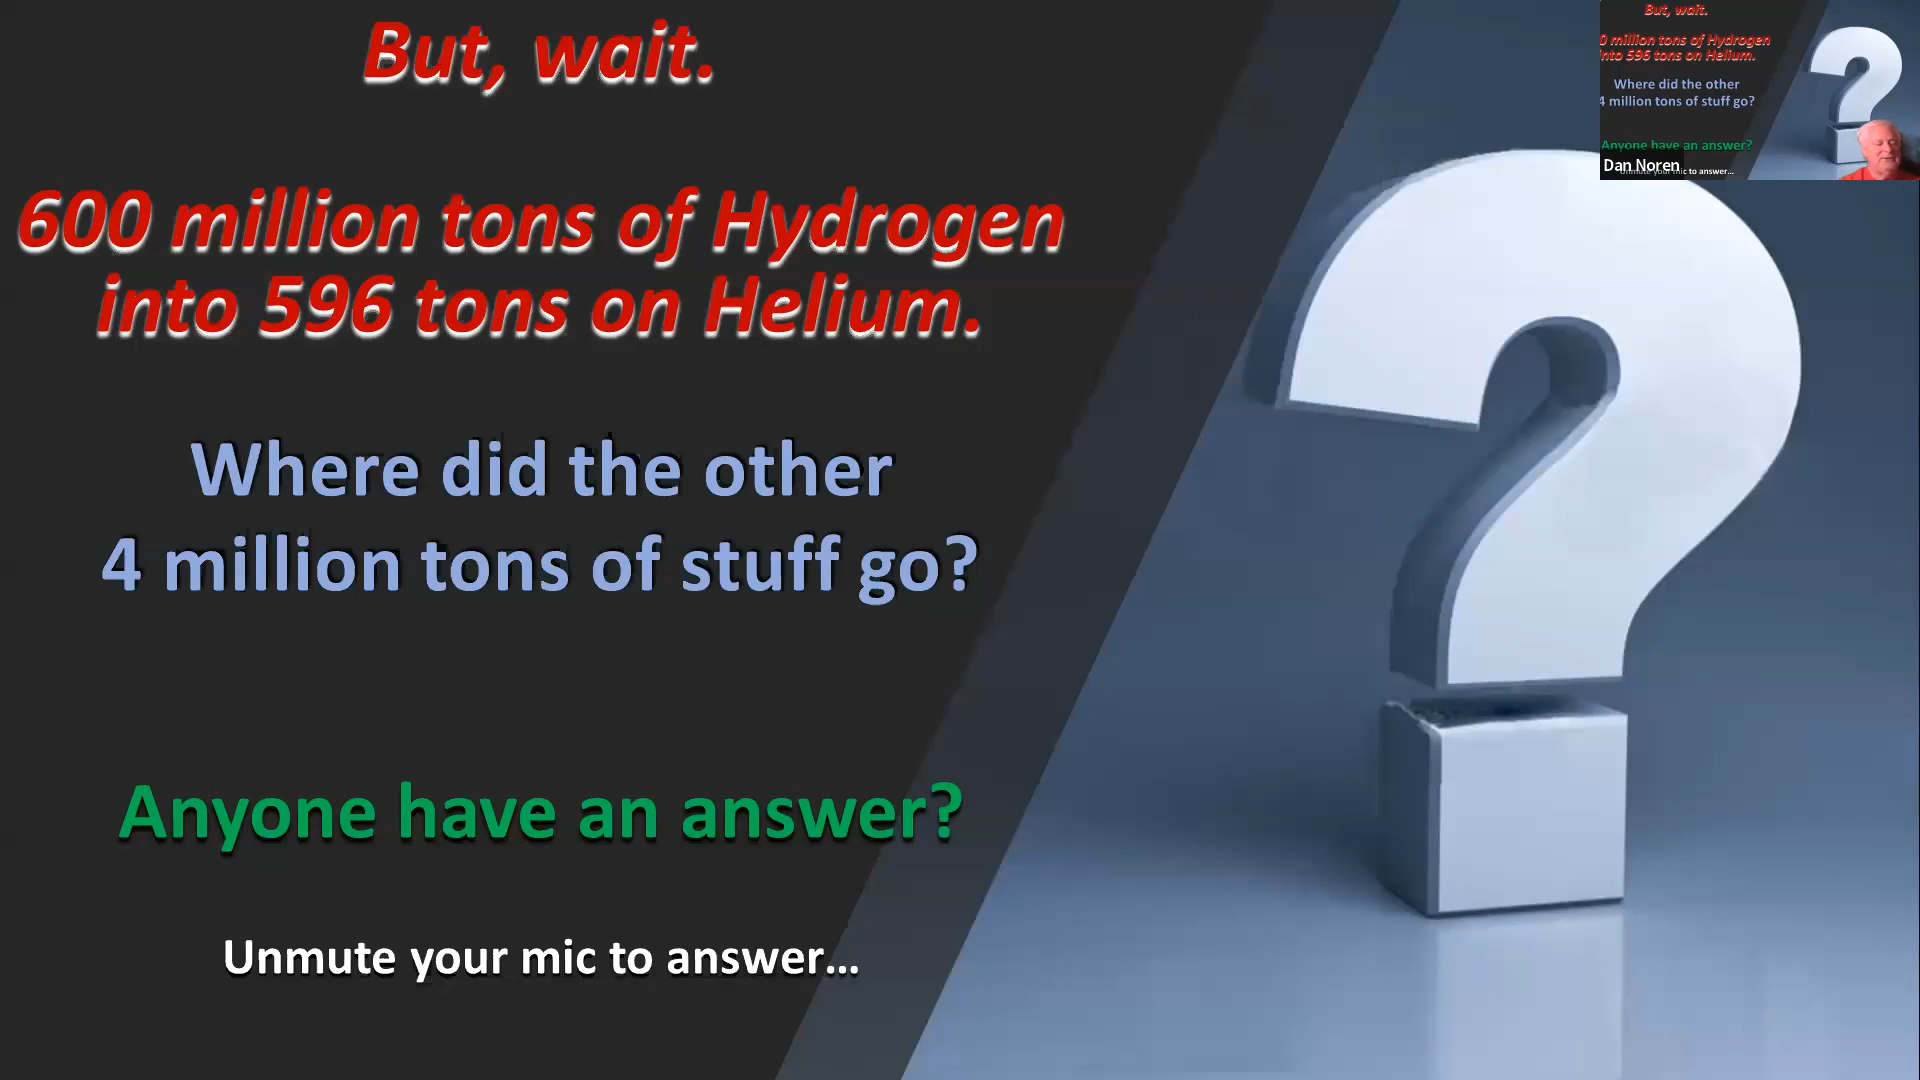 But, wait.
600 million tons of Hydrogen
into 596 tons on Helium.
Where did the other
4 million tons of stuff go?
Anyone have an answer?
Unmute your mic to answer...
But, wait.
0 million tons of Hydrogen
into 596 tons on Helium.
Where did the other
4 million tons of stuff go?
Anyone have an answer?
Dan Noren
mic to answer...